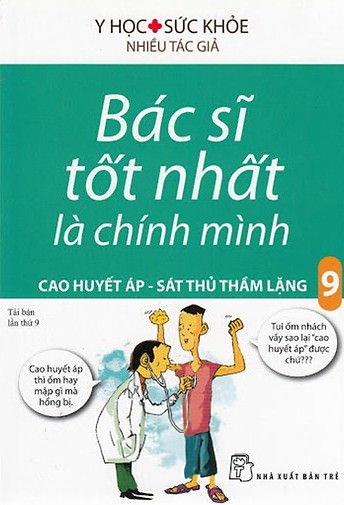 Y HỌC+SỨC KHỎE
NHIỀU TÁC GIẢ
Bác sĩ
tốt nhất
là chính mình
CAO HUYẾT ÁP - SÁT THỦ THẦM LẶNG
9
Tái bản
lần thứ 9
Tui ốm nhách
vầy sao lại "cao
huyết áp" được
chứ???
Cao huyết áp
thì ốm hay
mập gì mà
hổng bị.
NHÀ XUẤT BẢN TRẺ